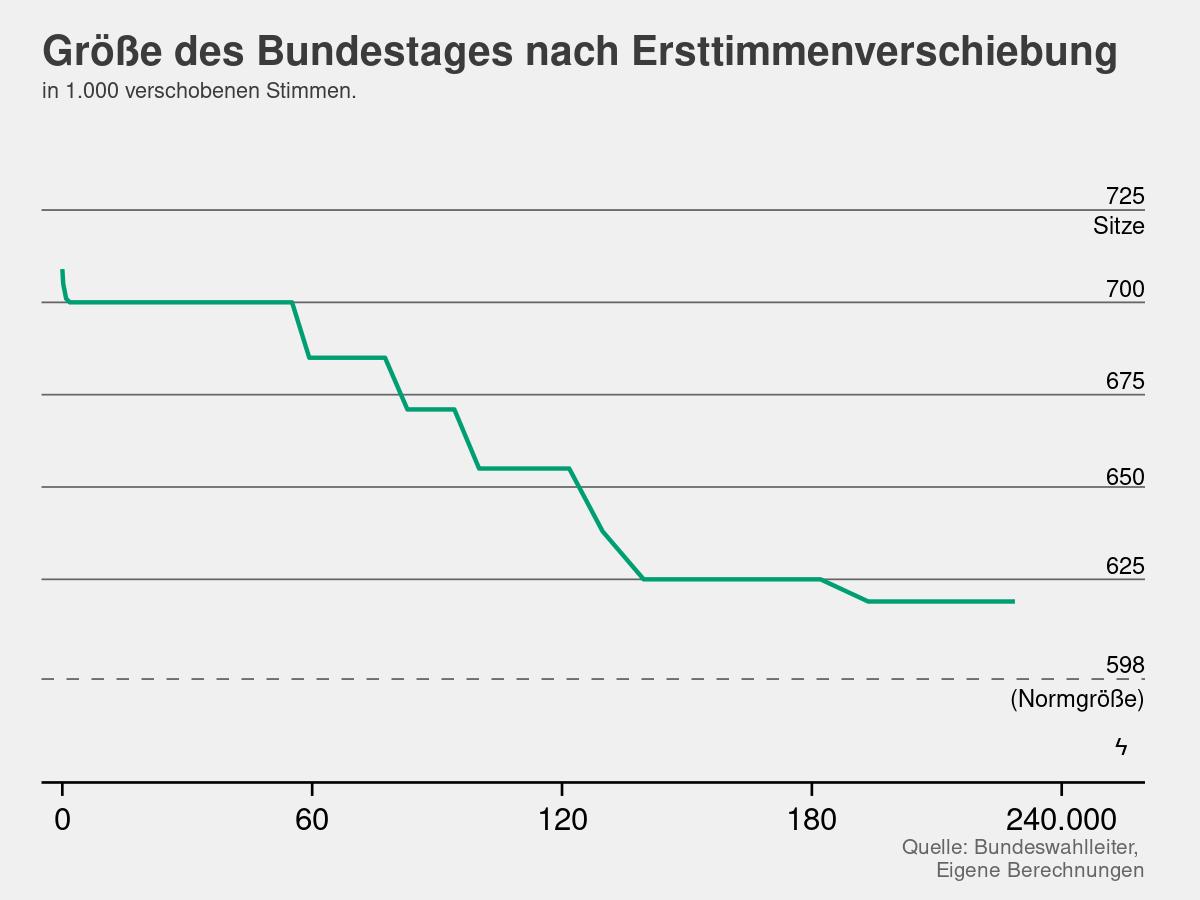 Größe des Bundestages nach Ersttimmenverschiebung
in 1.000 verschobenen Stimmen.
725
Sitze
700
675
650
625
598
(Normgröße)
0 60 120 180 240.000
Quelle: Bundeswahlleiter,
Eigene Berechnungen